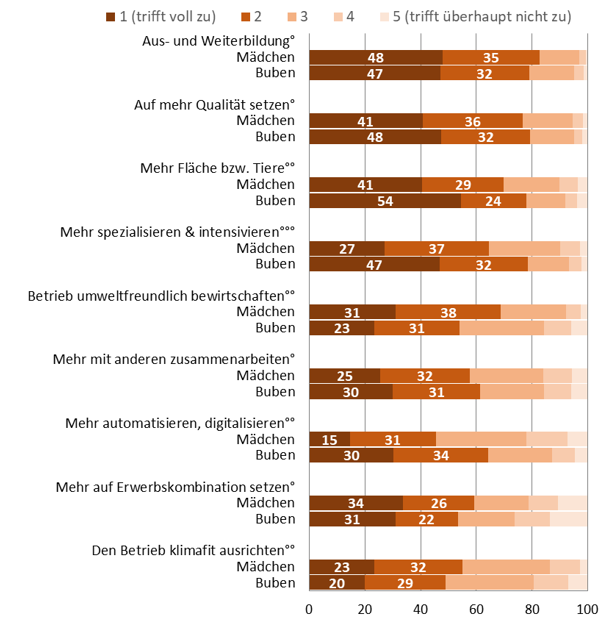 1 (trifft voll zu) 2 3 4 5 (trifft überhaupt nicht zu)
Aus- und Weiterbildung°
Mädchen 48 35
Buben 47 32
Auf mehr Qualität setzen°
Mädchen 41 36
Buben 48 32
Mehr Fläche bzw. Tiere°°
Mädchen 41 29
Buben 54 24
Mehr spezialisieren & intensivieren°°°
Mädchen 27 37
Buben 47 32
Betrieb umweltfreundlich bewirtschaften°°
Mädchen 31 38
Buben 23 31
Mehr mit anderen zusammenarbeiten°
Mädchen 25 32
Buben 30 31
Mehr automatisieren, digitalisieren°°
Mädchen 15 31
Buben 30 34
Mehr auf Erwerbskombination setzen°
Mädchen 34 26
Buben 31 22
Den Betrieb klimafit ausrichten°°
Mädchen 23 32
Buben 20 29
0 20 40 60 80 100